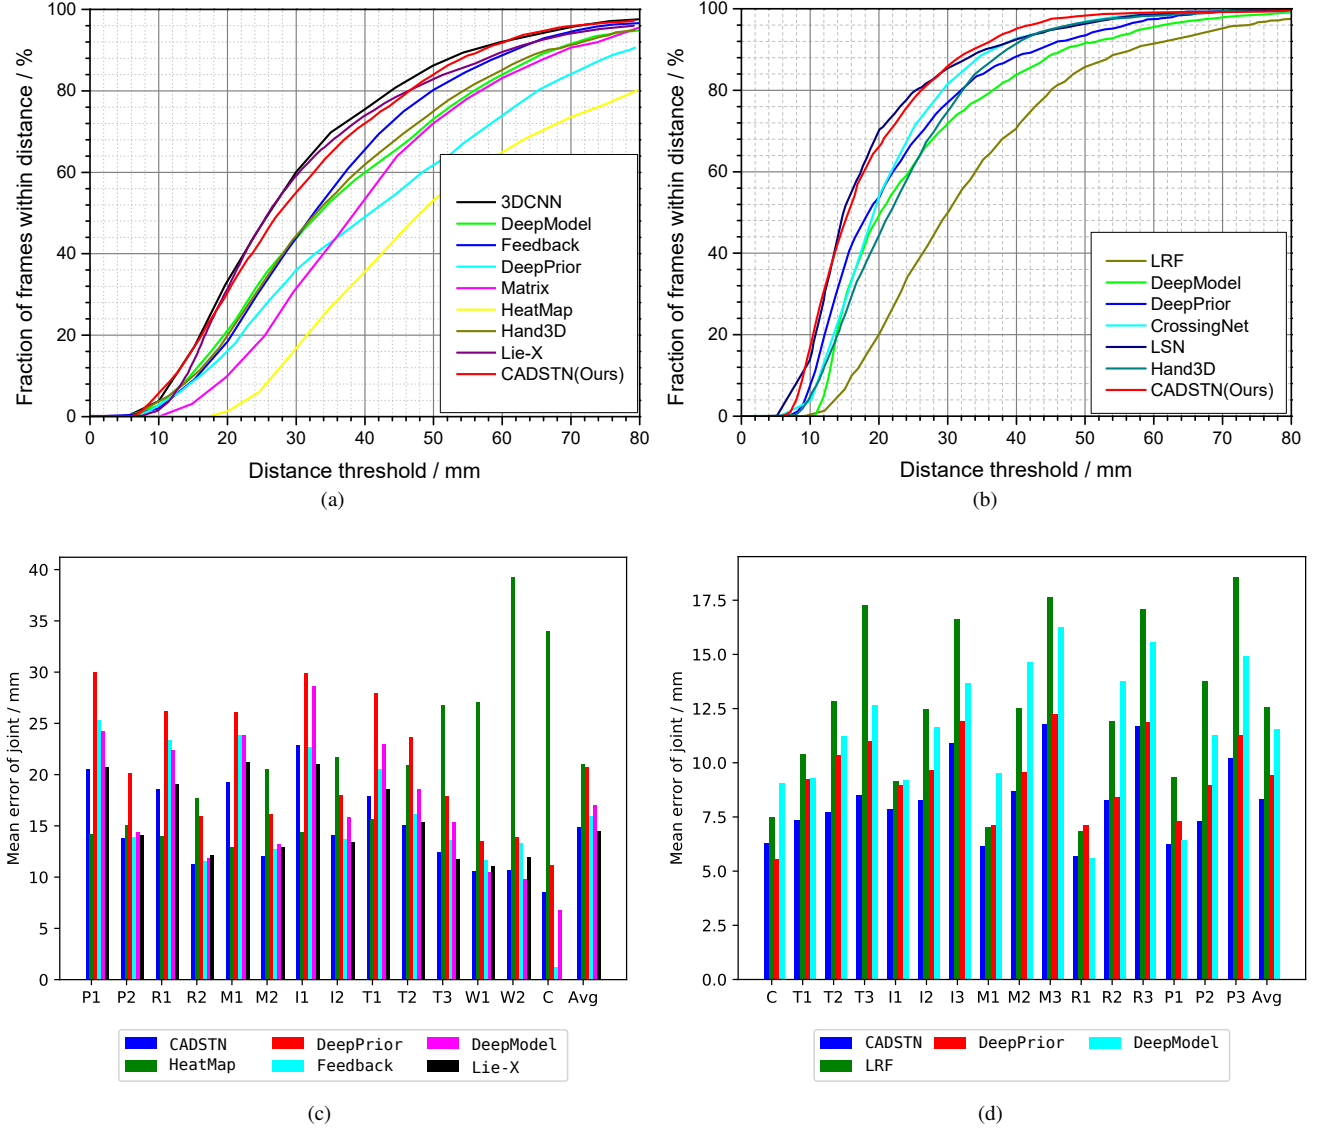 Fraction of frames within distance / %
100
80
60
40
20
0
3DCNN
DeepModel
Feedback
DeepPrior
Matrix
HeatMap
Hand3D
Lie-X
CADSTN(Ours)
0 10 20 30 40 50 60 70 80
Distance threshold / mm
(a)
Fraction of frames within distance / %
100
80
60
40
20
0
LRF
DeepModel
DeepPrior
CrossingNet
LSN
Hand3D
CADSTN(Ours)
0 10 20 30 40 50 60 70 80
Distance threshold / mm
(b)
Mean error of joint / mm
40
35
30
25
20
15
10
5
0
P1 P2 R1 R2 M1 M2 I1 I2 T1 T2 T3 W1 W2 C Avg
CADSTN DeepPrior DeepModel
HeatMap Feedback Lie-X
(c)
Mean error of joint / mm
17.5
15.0
12.5
10.0
7.5
5.0
2.5
0.0
C T1 T2 T3 I1 I2 I3 M1 M2 M3 R1 R2 R3 P1 P2 P3 Avg
CADSTN DeepPrior DeepModel
LRF
(d)